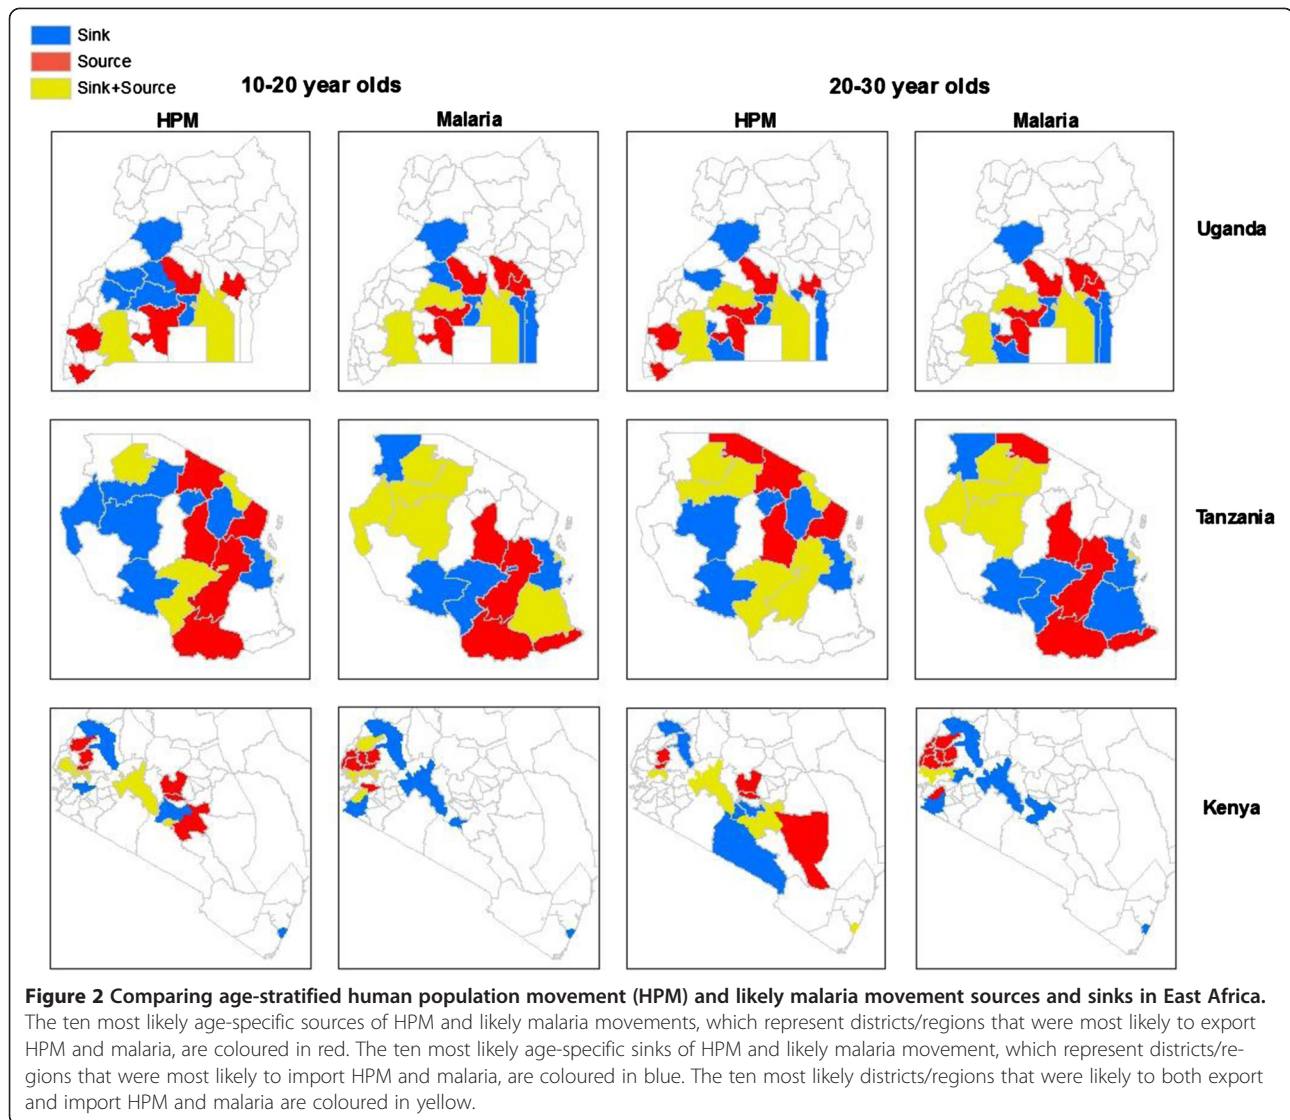 Sink
Source
Sink+Source
10-20 year olds
20-30 year olds
HPM
Malaria
HPM
Malaria
Uganda
Tanzania
Kenya
Figure 2 Comparing age-stratified human population movement (HPM) and likely malaria movement sources and sinks in East Africa.
The ten most likely age-specific sources of HPM and likely malaria movements, which represent districts/regions that were most likely to export
HPM and malaria, are coloured in red. The ten most likely age-specific sinks of HPM and likely malaria movement, which represent districts/re-
gions that were most likely to import HPM and malaria, are coloured in blue. The ten most likely districts/regions that were likely to both export
and import HPM and malaria are coloured in yellow.